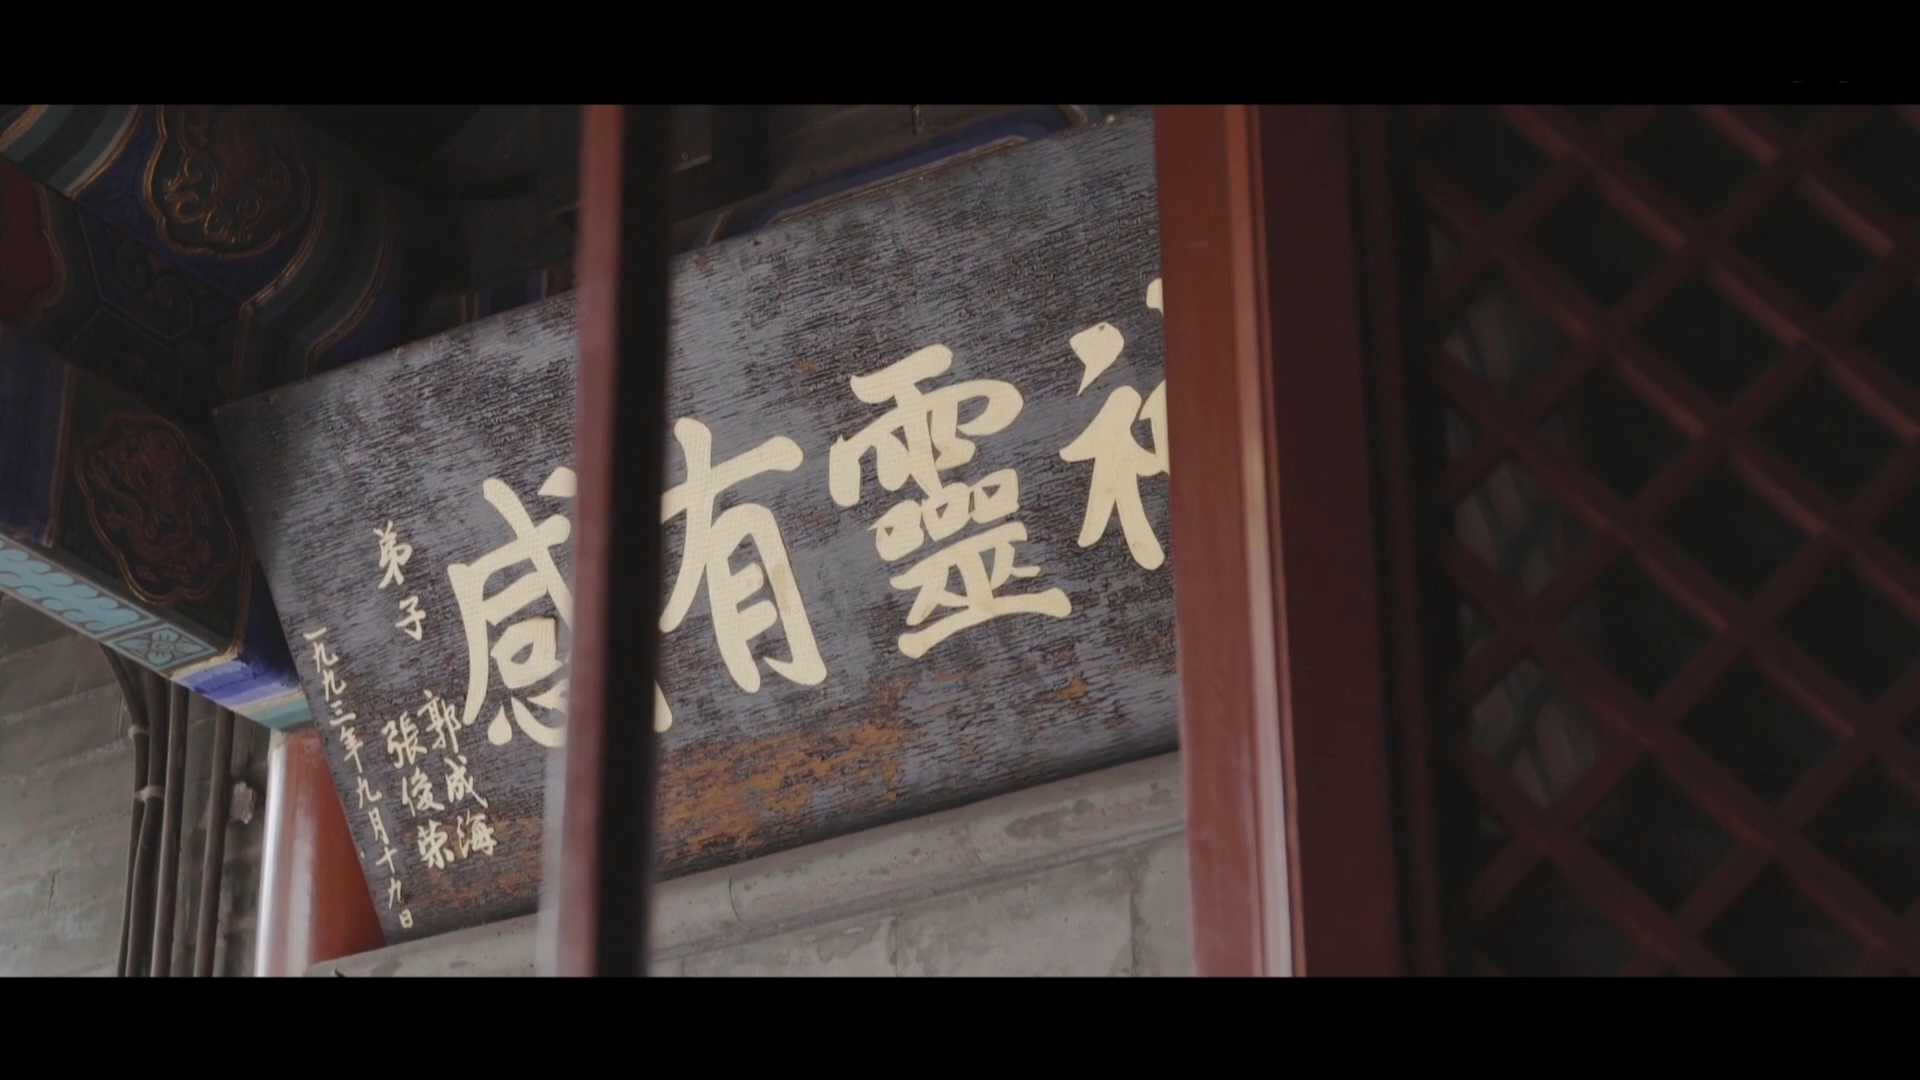 靈有感
弟子
郭成海
張俊荣
一九九三年九月十九日